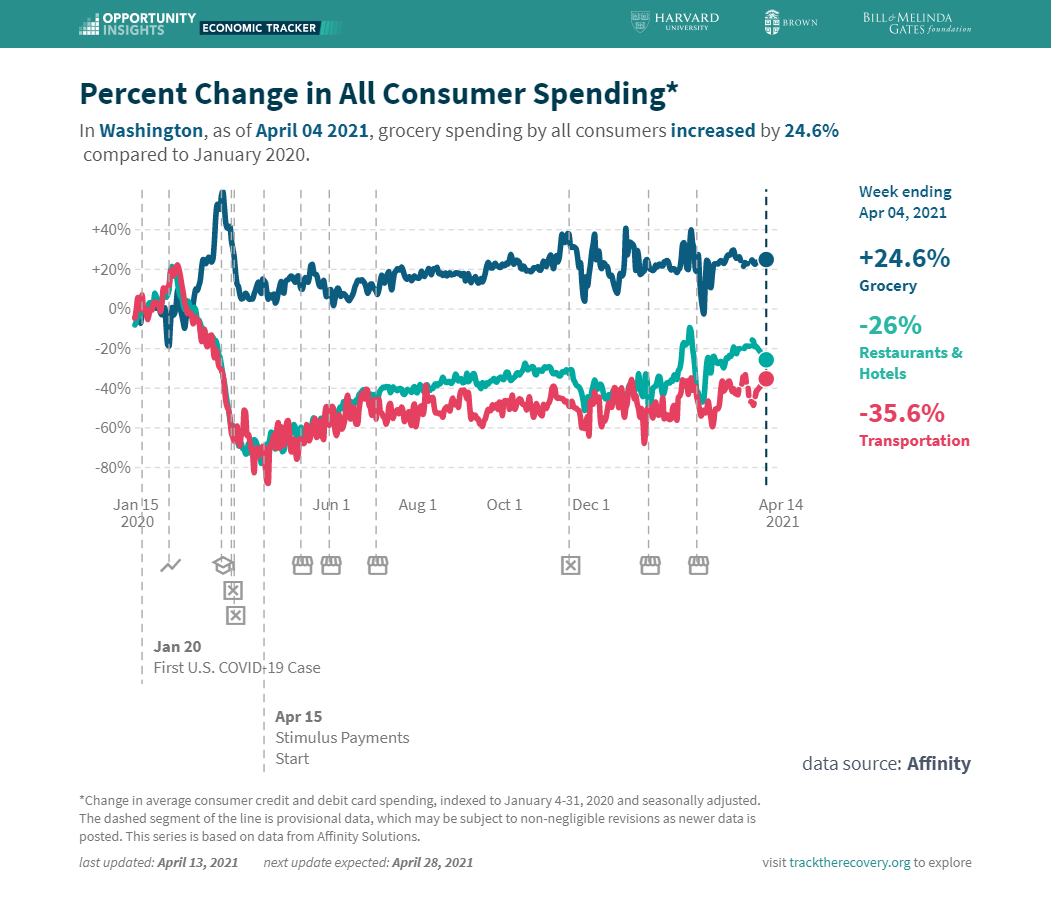 OPPORTUNITY
INSIGHTS
ECONOMIC TRACKER
HARVARD
UNIVERSITY
BROWN
BILL & MELINDA
GATES foundation
Percent Change in All Consumer Spending*
In Washington, as of April 04 2021, grocery spending by all consumers increased by 24.6%
compared to January 2020.
Week ending
Apr 04, 2021
+24.6%
Grocery
-26%
Restaurants &
Hotels
-35.6%
Transportation
+40%
+20%
0%
-20%
-40%
-60%
-80%
Jan 15
2020
Jun 1
Aug 1
Oct 1
Dec 1
Apr 14
2021
Jan 20
First U.S. COVID-19 Case
Apr 15
Stimulus Payments
Start
data source: Affinity
*Change in average consumer credit and debit card spending, indexed to January 4-31, 2020 and seasonally adjusted.
The dashed segment of the line is provisional data, which may be subject to non-negligible revisions as newer data is
posted. This series is based on data from Affinity Solutions.
last updated: April 13, 2021 next update expected: April 28, 2021
visit tracktherecovery.org to explore